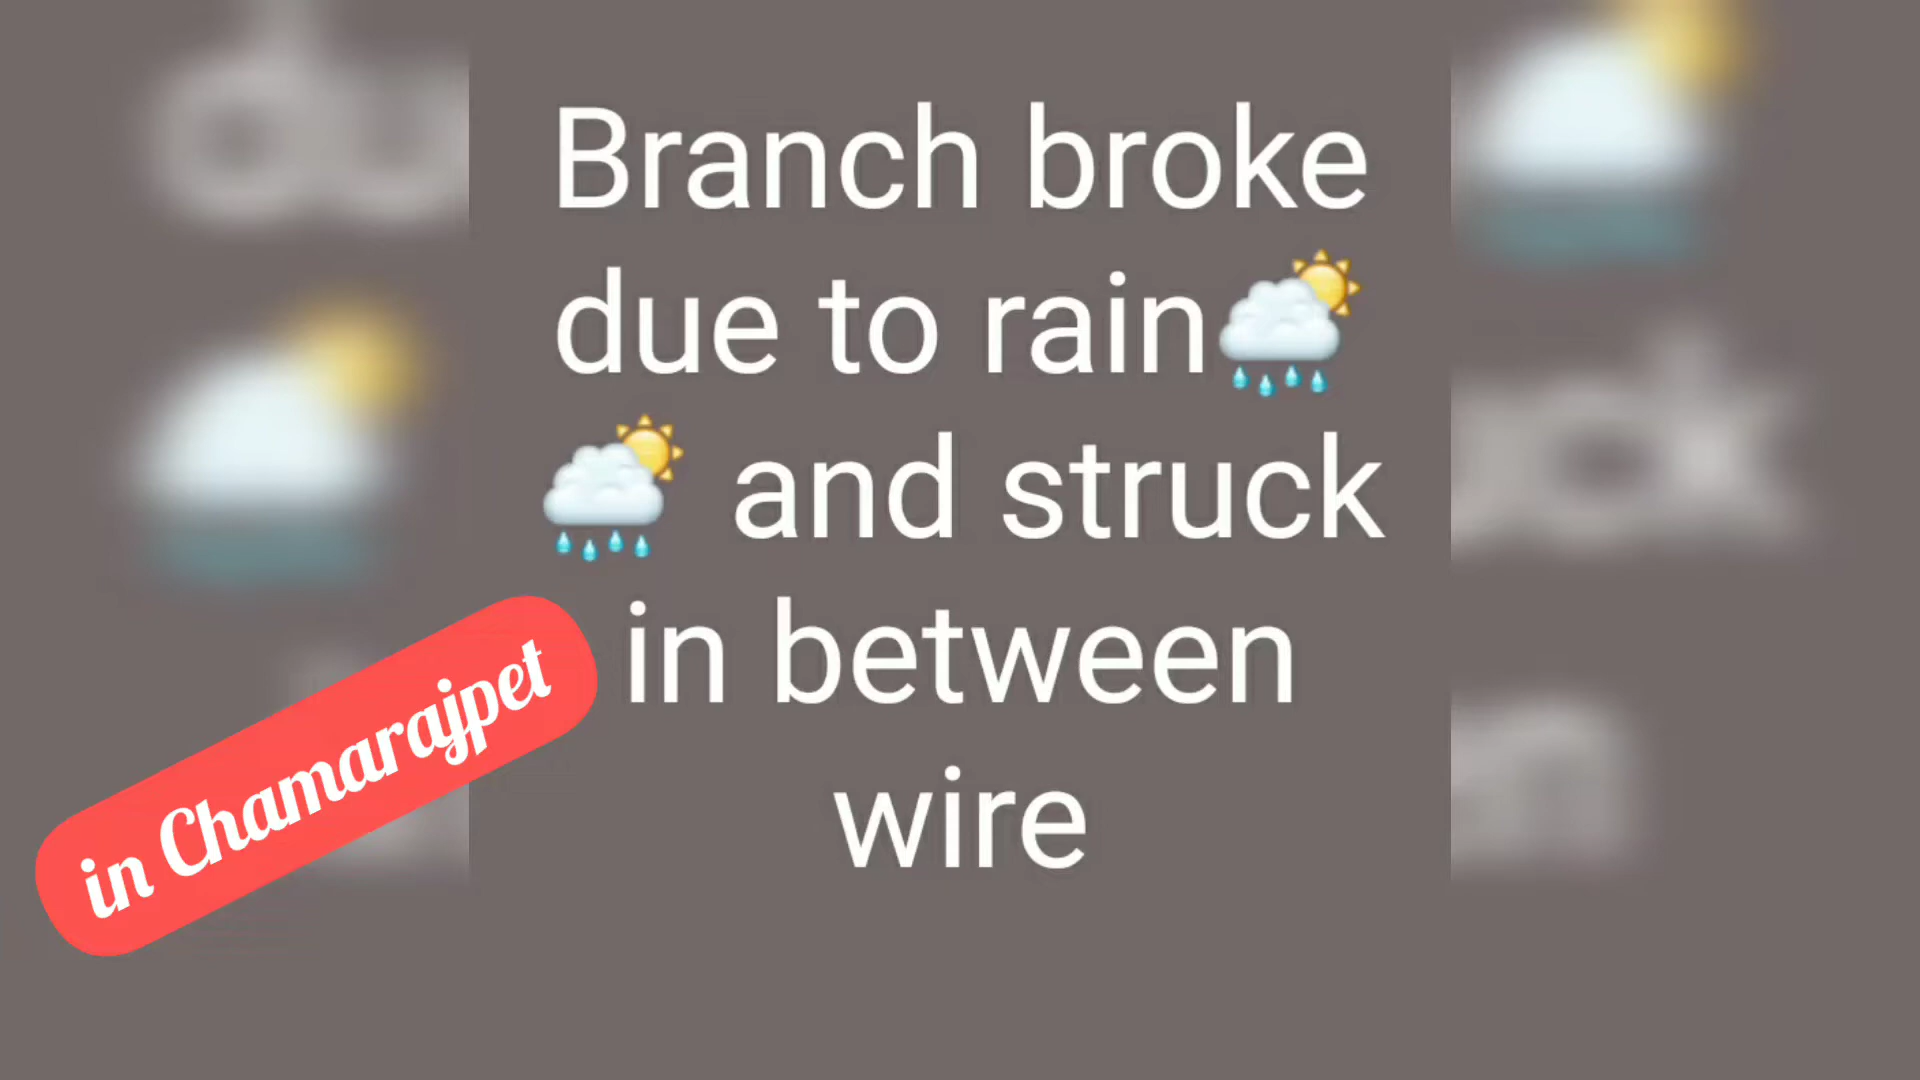 Branch broke
due to rain🌦️
🌦️ and struck
in between
wire
in Chamarajpet